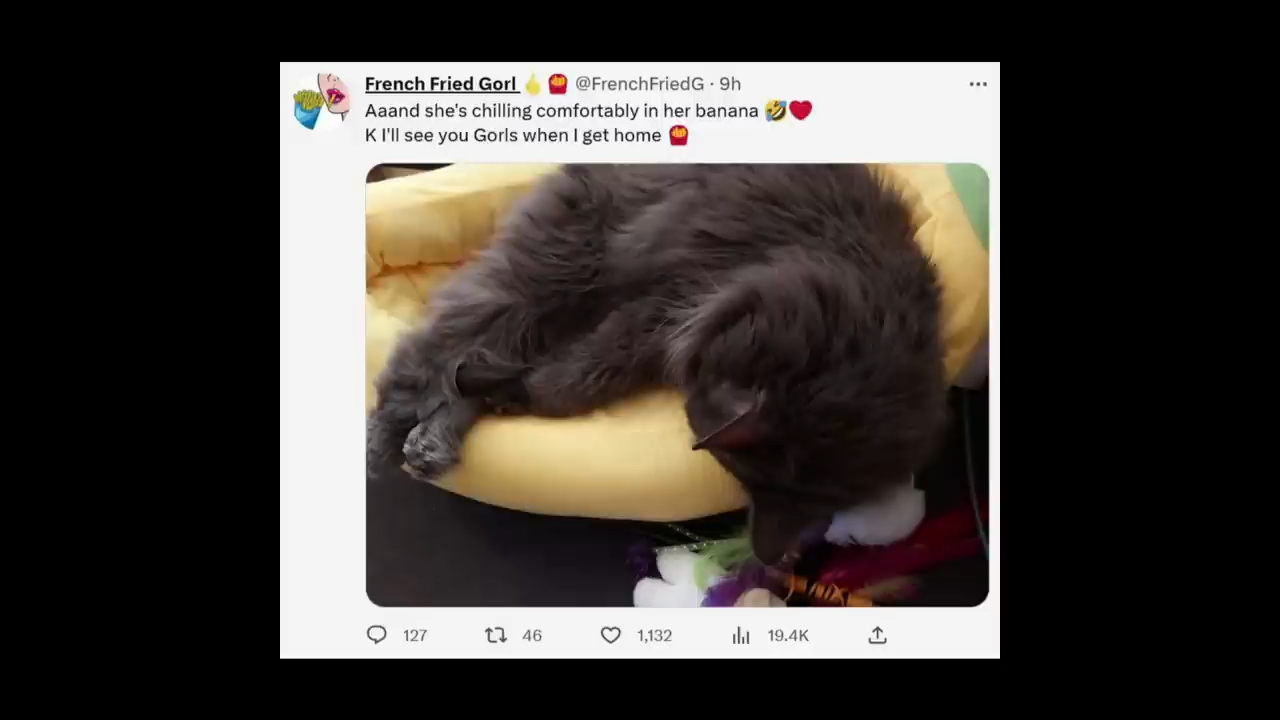 French Fried Gorl 🍋🍟 @FrenchFriedG · 9h
Aaand she's chilling comfortably in her banana 🤣❤️
K I'll see you Gorls when I get home 🍟
127 46 1,132 19.4K